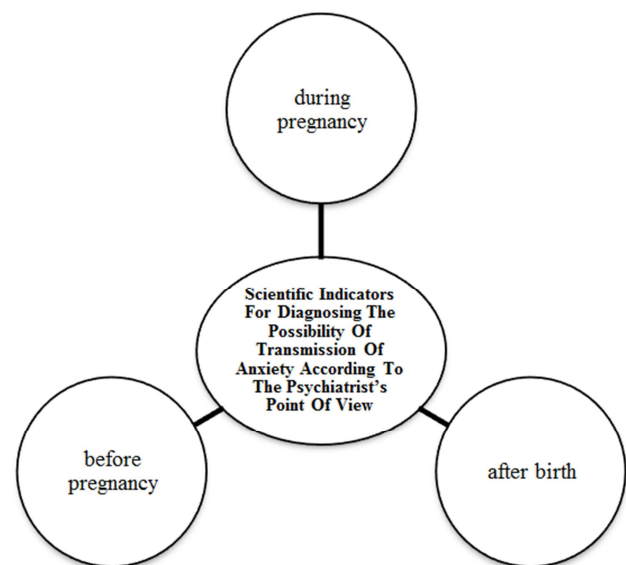 during
pregnancy
Scientific Indicators
For Diagnosing The
Possibility Of
Transmission Of
Anxiety According To
The Psychiatrist's
Point Of View
before
pregnancy
after birth